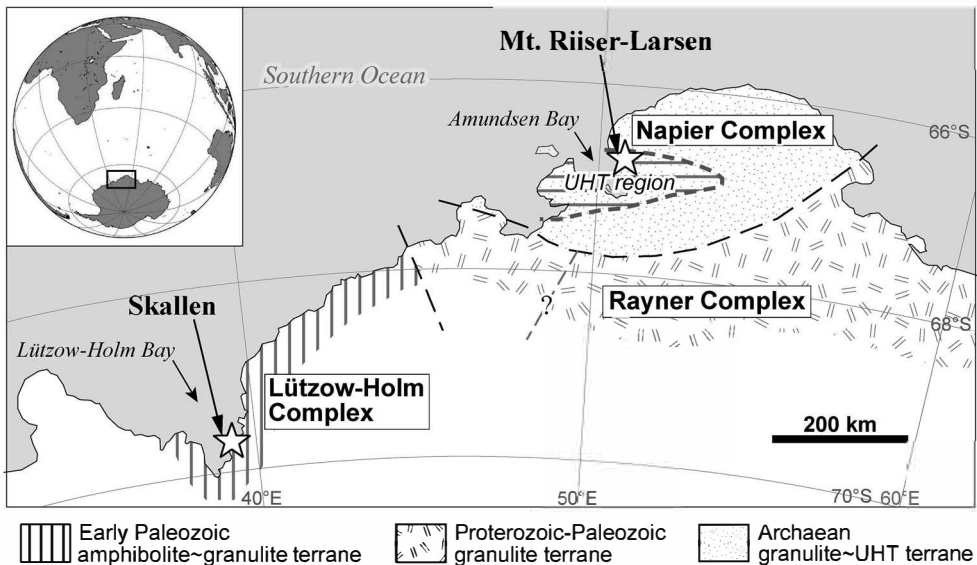 Mt. Riiser-Larsen
Southern Ocean
Amundsen Bay
Napier Complex
66°S
UHT region
Skallen
?
Rayner Complex
68°S
Lützow-Holm Bay
Lützow-Holm
Complex
200 km
40°E
50°E
70°S
60°E
Early Paleozoic
amphibolite~granulite terrane
Proterozoic-Paleozoic
granulite terrane
Archaean
granulite~UHT terrane